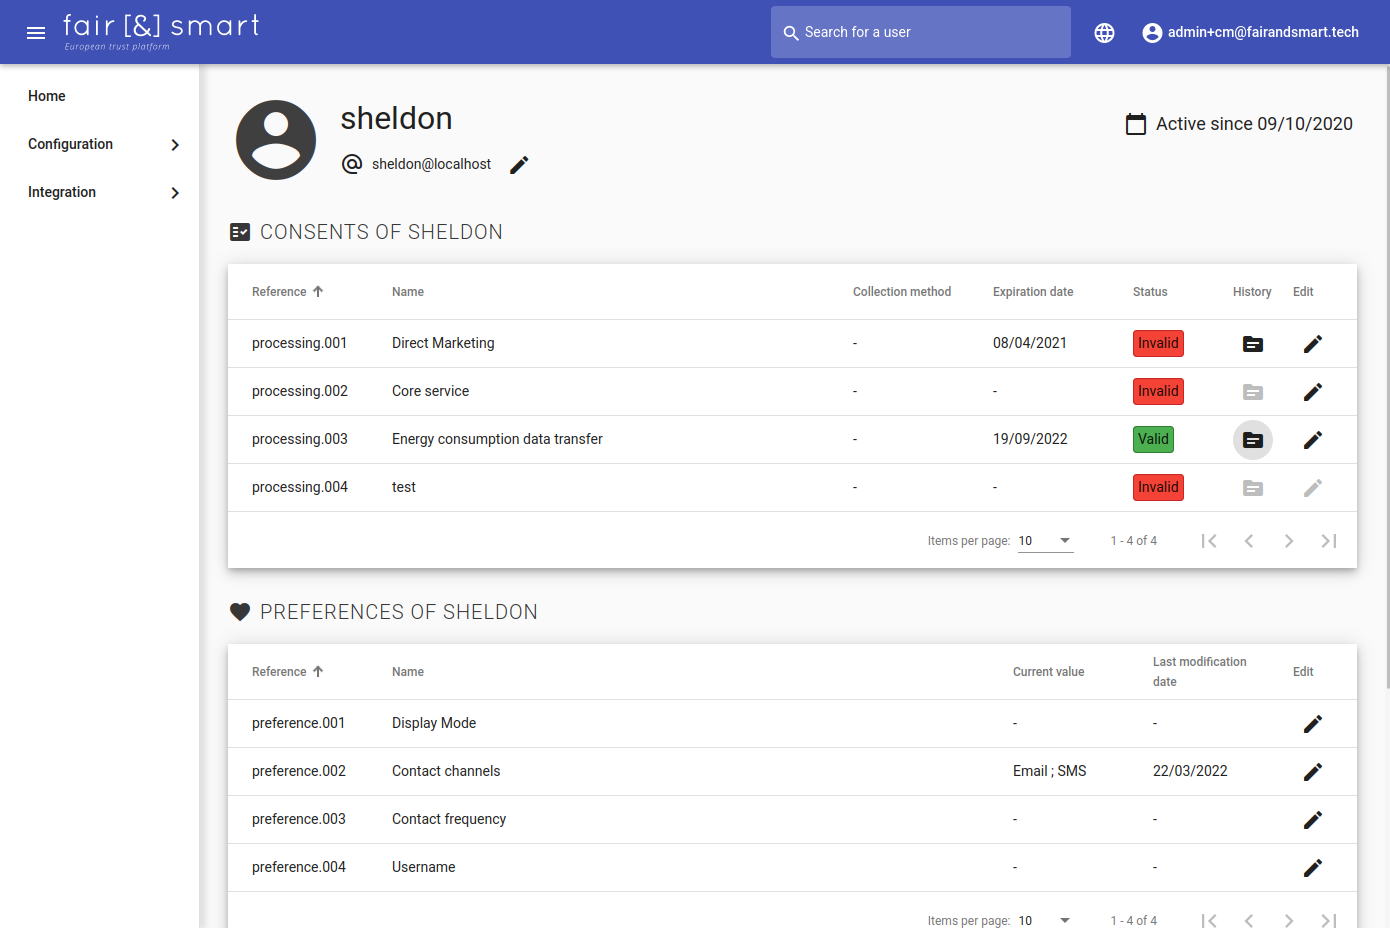 fair [&] smart
European trust platform
Search for a user
admin+cm@fairandsmart.tech
Home
Configuration
Integration
sheldon
sheldon@localhost
Active since 09/10/2020
CONSENTS OF SHELDON
Reference Name Collection method Expiration date Status History Edit
processing.001 Direct Marketing - 08/04/2021 Invalid
processing.002 Core service - - Invalid
processing.003 Energy consumption data transfer - 19/09/2022 Valid
processing.004 test - - Invalid
Items per page: 10 1 - 4 of 4
PREFERENCES OF SHELDON
Reference Name Current value Last modification date Edit
preference.001 Display Mode - -
preference.002 Contact channels Email ; SMS 22/03/2022
preference.003 Contact frequency - -
preference.004 Username - -
Items per page: 10 1 - 4 of 4